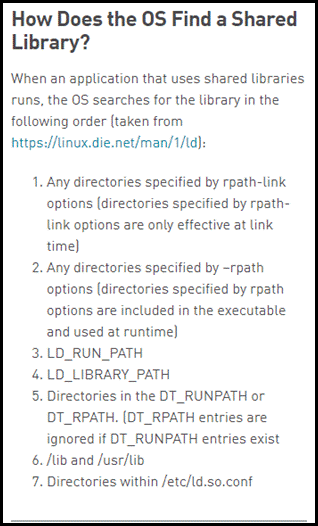 How Does the OS Find a Shared
Library?
When an application that uses shared libraries
runs, the OS searches for the library in the
following order (taken from
https://linux.die.net/man/1/ld):
1. Any directories specified by rpath-link
options (directories specified by rpath-
link options are only effective at link
time)
2. Any directories specified by –rpath
options (directories specified by rpath
options are included in the executable
and used at runtime)
3. LD_RUN_PATH
4. LD_LIBRARY_PATH
5. Directories in the DT_RUNPATH or
DT_RPATH. (DT_RPATH entries are
ignored if DT_RUNPATH entries exist
6. /lib and /usr/lib
7. Directories within /etc/ld.so.conf